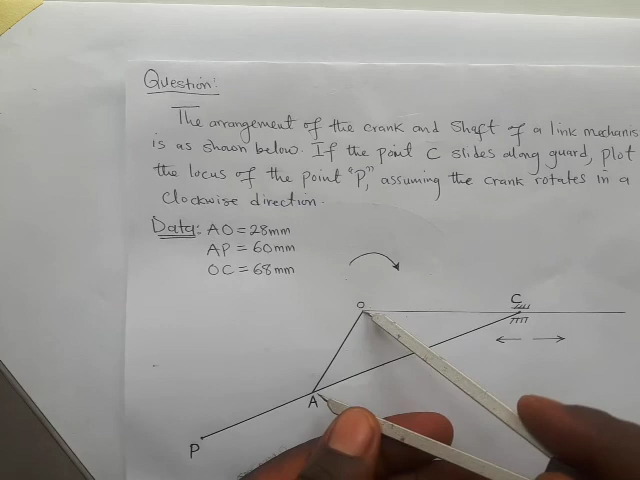 Question:
The arrangement of the crank and shaft of a link mechanis
is as shown below. If the point C slides along guard, plot
the locus of the point "P", assuming the crank rotates in a
clockwise direction.
Data: AO = 28mm
AP = 60mm
OC = 68mm
O
C
A
P